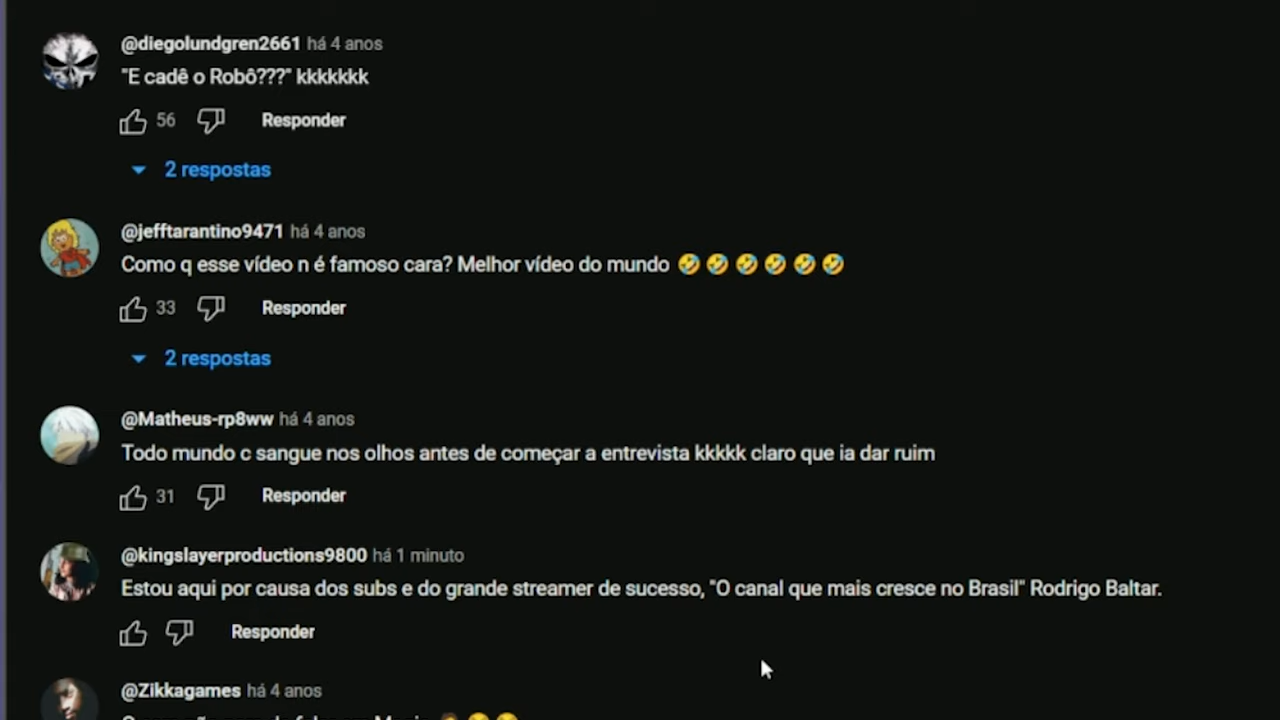 @diegolundgren2661 há 4 anos
"E cadê o Robô???" kkkkkkk
56 Responder
2 respostas
@jefftarantino9471 há 4 anos
Como q esse vídeo n é famoso cara? Melhor vídeo do mundo 🤣🤣🤣🤣🤣🤣
33 Responder
2 respostas
@Matheus-rp8ww há 4 anos
Todo mundo c sangue nos olhos antes de começar a entrevista kkkkk claro que ia dar ruim
31 Responder
@kingslayerproductions9800 há 1 minuto
Estou aqui por causa dos subs e do grande streamer de sucesso, "O canal que mais cresce no Brasil" Rodrigo Baltar.
Responder
@Zikkagames há 4 anos